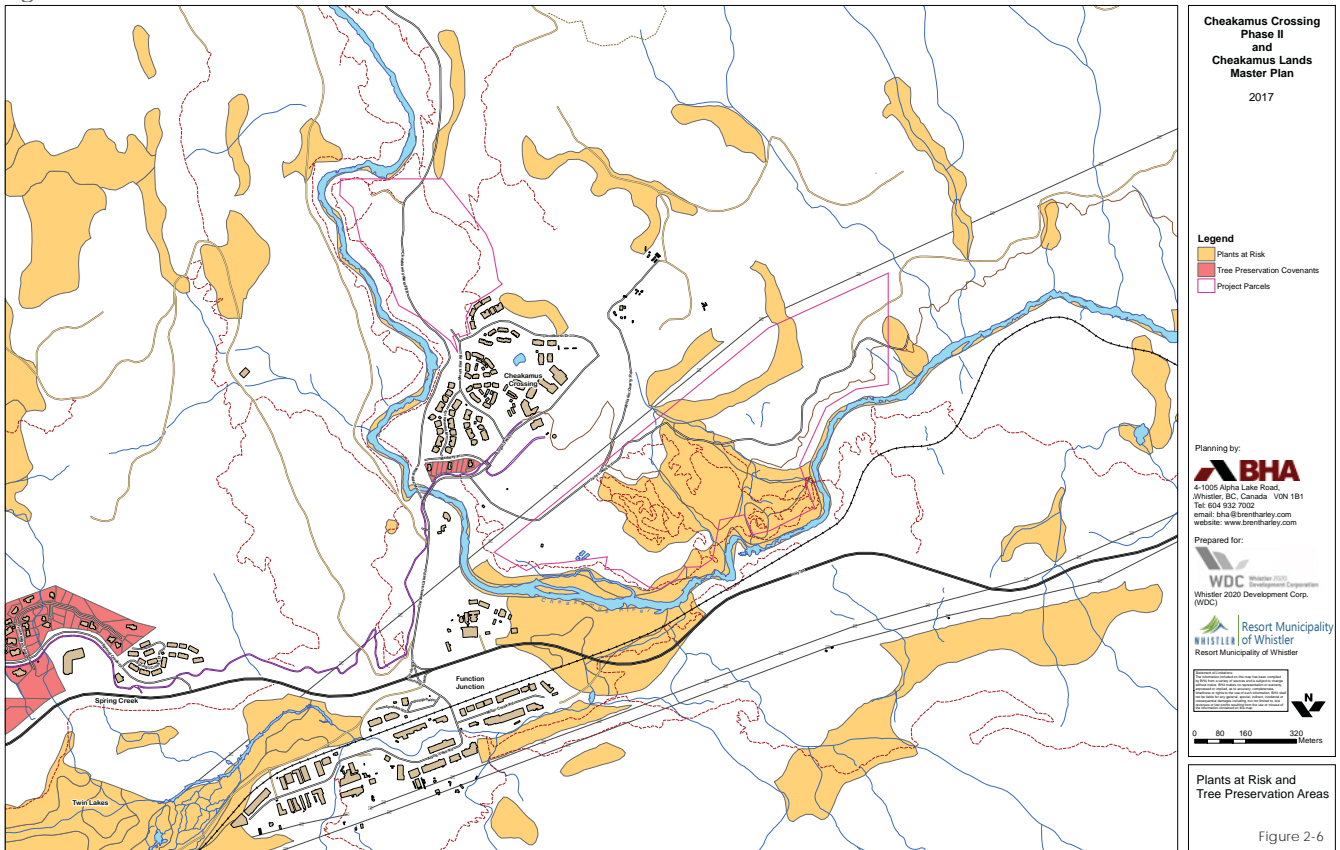 Cheakamus Crossing
Phase II
and
Cheakamus Lands
Master Plan
2017
Legend
Plants at Risk
Tree Preservation Covenants
Project Parcels
Planning by:
BHA
4-1005 Alpha Lake Road,
Whistler, BC, Canada V0N 1B1
Tel: 604 932 7002
email: bha@brentharley.com
website: www.brentharley.com
Prepared for:
WDC Whistler 2020
Development Corporation
Whistler 2020 Development Corp.
(WDC)
WHISTLER
Resort Municipality
of Whistler
Resort Municipality of Whistler
N
0 80 160 320
Meters
Plants at Risk and
Tree Preservation Areas
Figure 2-6
Cheakamus
Crossing
Function
Junction
Spring Creek
Twin Lakes